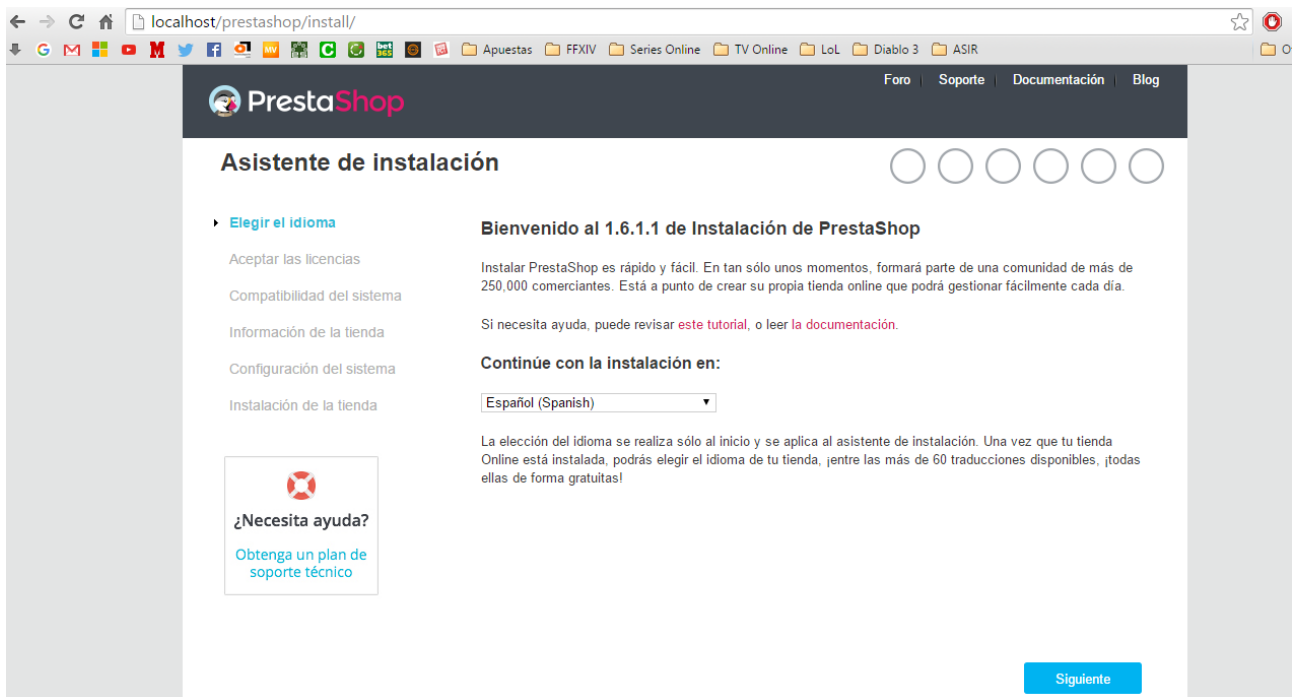 localhost/prestashop/install/
Apuestas FFXIV Series Online TV Online LoL Diablo 3 ASIR
PrestaShop
Foro Soporte Documentación Blog
Asistente de instalación
Elegir el idioma
Aceptar las licencias
Compatibilidad del sistema
Información de la tienda
Configuración del sistema
Instalación de la tienda
¿Necesita ayuda?
Obtenga un plan de
soporte técnico
Bienvenido al 1.6.1.1 de Instalación de PrestaShop
Instalar PrestaShop es rápido y fácil. En tan sólo unos momentos, formará parte de una comunidad de más de
250,000 comerciantes. Está a punto de crear su propia tienda online que podrá gestionar fácilmente cada día.
Si necesita ayuda, puede revisar este tutorial, o leer la documentación.
Continúe con la instalación en:
Español (Spanish)
La elección del idioma se realiza sólo al inicio y se aplica al asistente de instalación. Una vez que tu tienda
Online está instalada, podrás elegir el idioma de tu tienda, ¡entre las más de 60 traducciones disponibles, ¡todas
ellas de forma gratuitas!
Siguiente